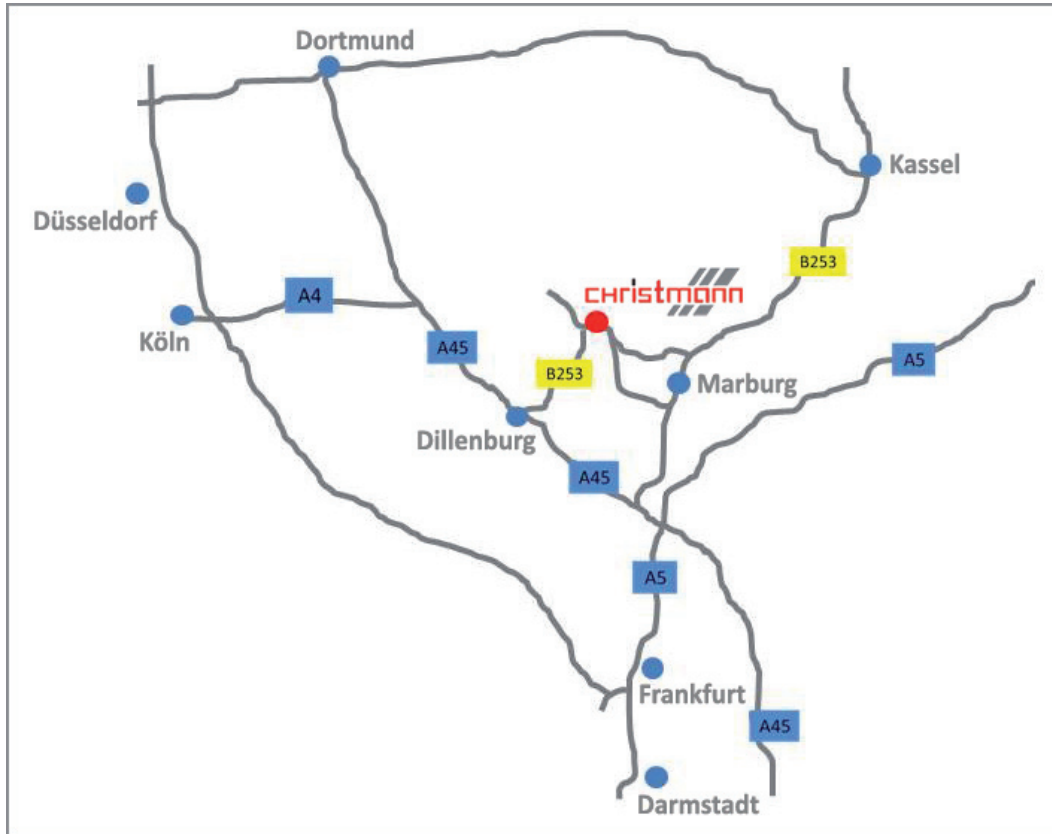 Dortmund
Kassel
Düsseldorf
B253
christmann
A4
Köln
A45
A5
B253
Marburg
Dillenburg
A45
A5
Frankfurt
A45
Darmstadt